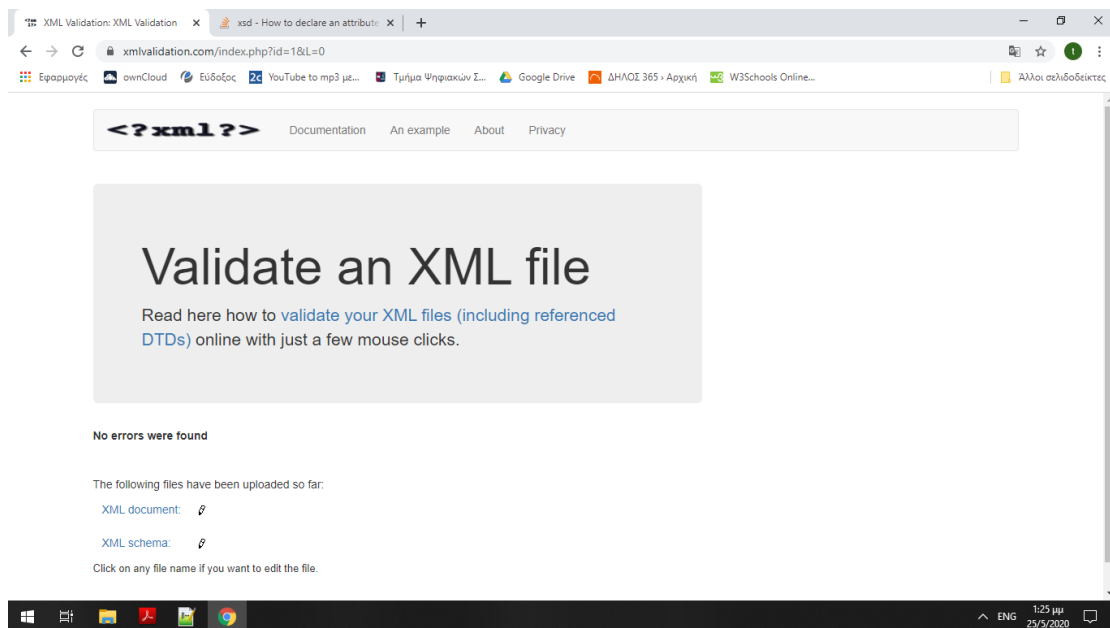 XML Validation: XML Validation
xsd - How to declare an attribute
xmlvalidation.com/index.php?id=1&L=0
t
Εφαρμογές
ownCloud
Εύδοξος
2c YouTube to mp3 με...
Τμήμα Ψηφιακών Σ...
Google Drive
ΔΗΛΟΣ 365 › Αρχική
W3Schools Online...
Άλλοι σελιδοδείκτες
<?xml?>
Documentation An example About Privacy
Validate an XML file
Read here how to validate your XML files (including referenced
DTDs) online with just a few mouse clicks.
No errors were found
The following files have been uploaded so far:
XML document:
XML schema:
Click on any file name if you want to edit the file.
ENG
1:25 μμ
25/5/2020